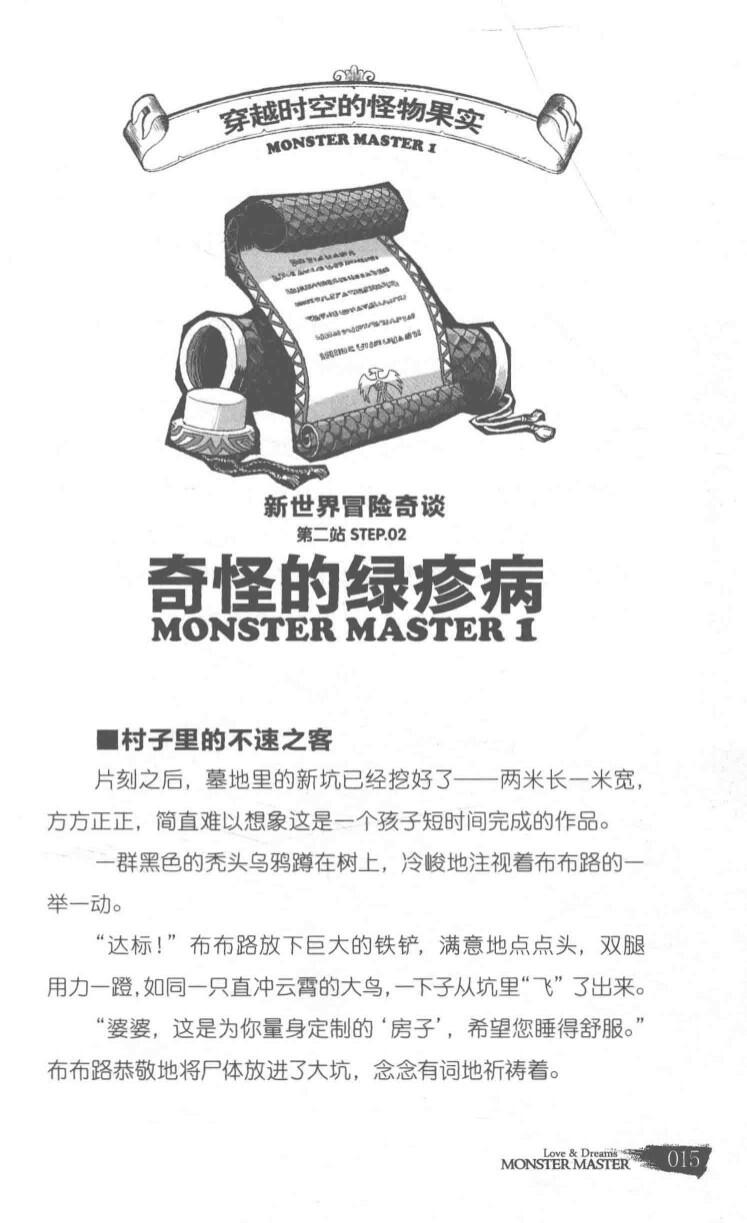 穿越时空的怪物果实
MONSTER MASTER 1
新世界冒险奇谈
第二站 STEP.02
奇怪的绿疹病
MONSTER MASTER 1
■村子里的不速之客
片刻之后，墓地里的新坑已经挖好了——两米长一米宽，
方方正正，简直难以想象这是一个孩子短时间完成的作品。
一群黑色的秃头乌鸦蹲在树上，冷峻地注视着布布路的一
举一动。
“达标！”布布路放下巨大的铁铲，满意地点点头，双腿
用力一蹬，如同一只直冲云霄的大鸟，一下子从坑里“飞”了出来。
“婆婆，这是为你量身定制的‘房子’，希望您睡得舒服。”
布布路恭敬地将尸体放进了大坑，念念有词地祈祷着。
Love & Dreams
MONSTER MASTER 015